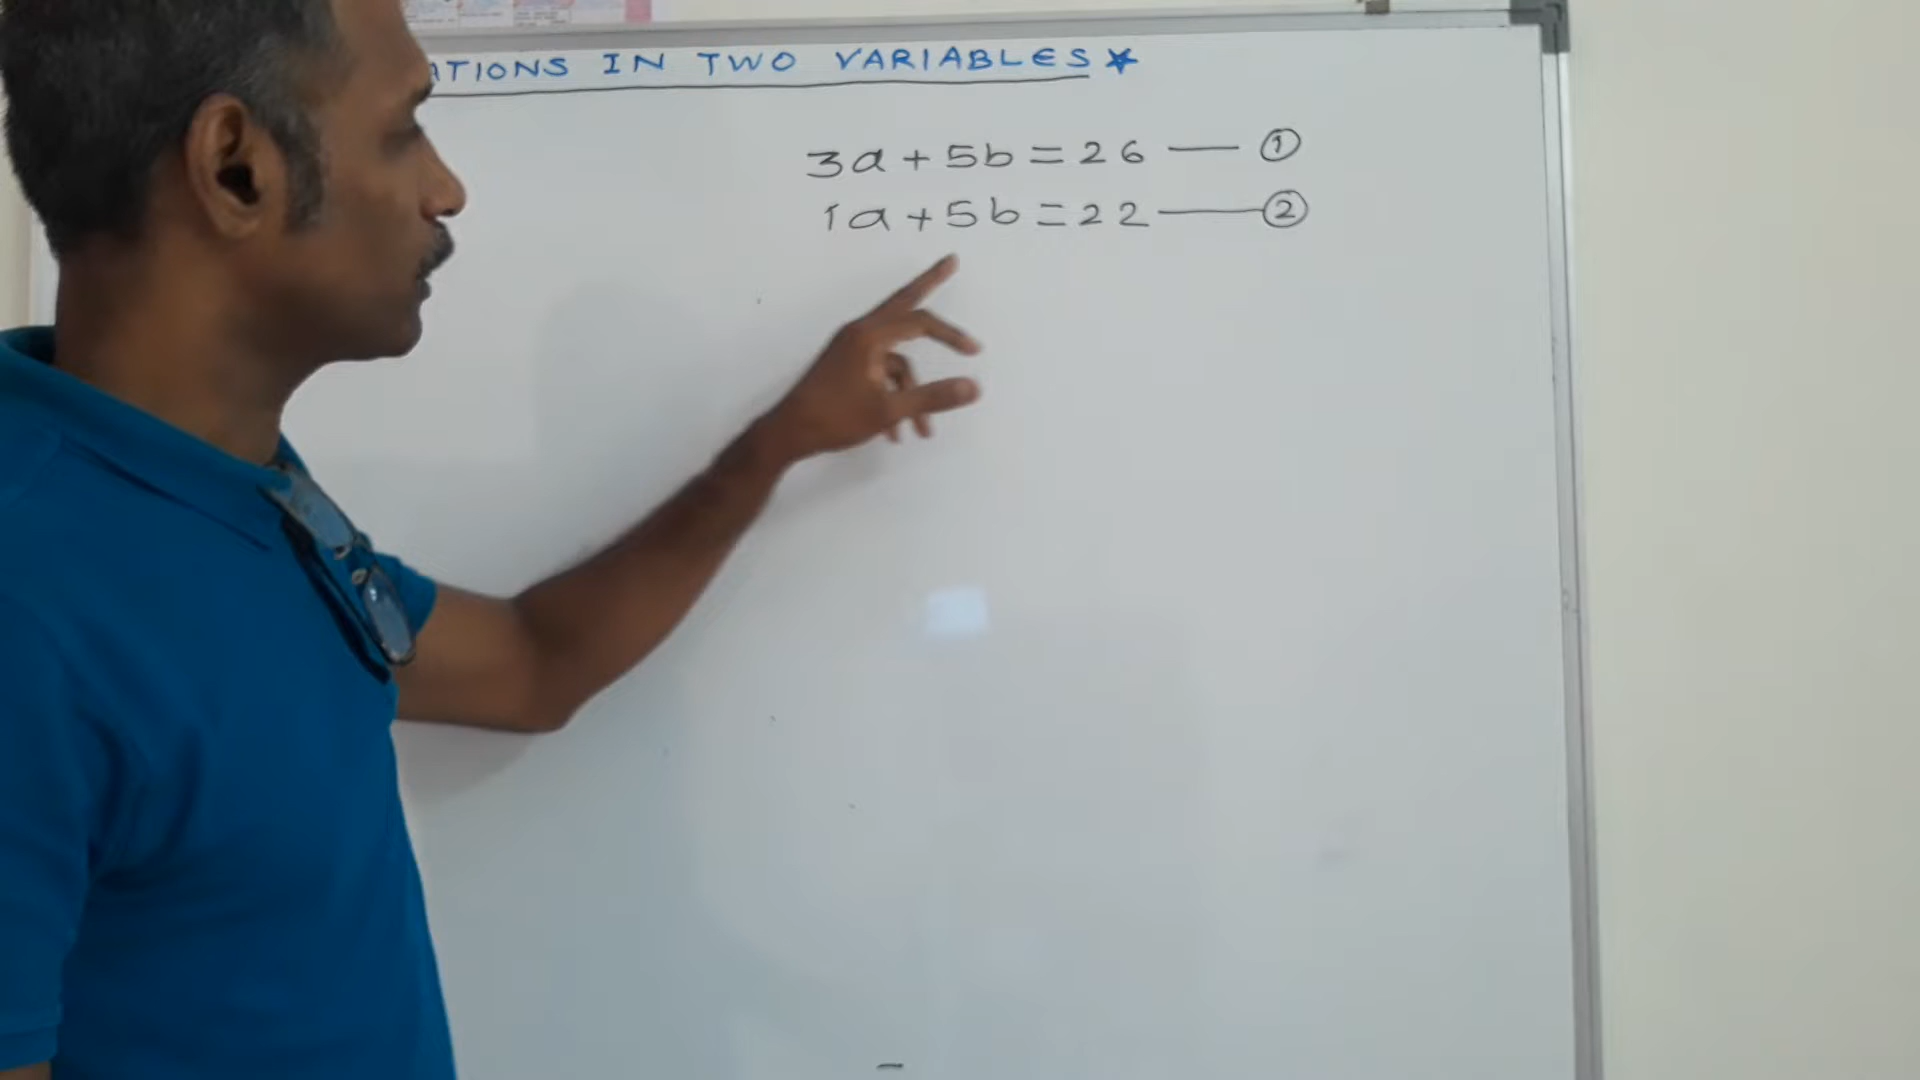 ATIONS IN TWO VARIABLES ★
3a + 5b = 26 — ①
1a + 5b = 22 — ②